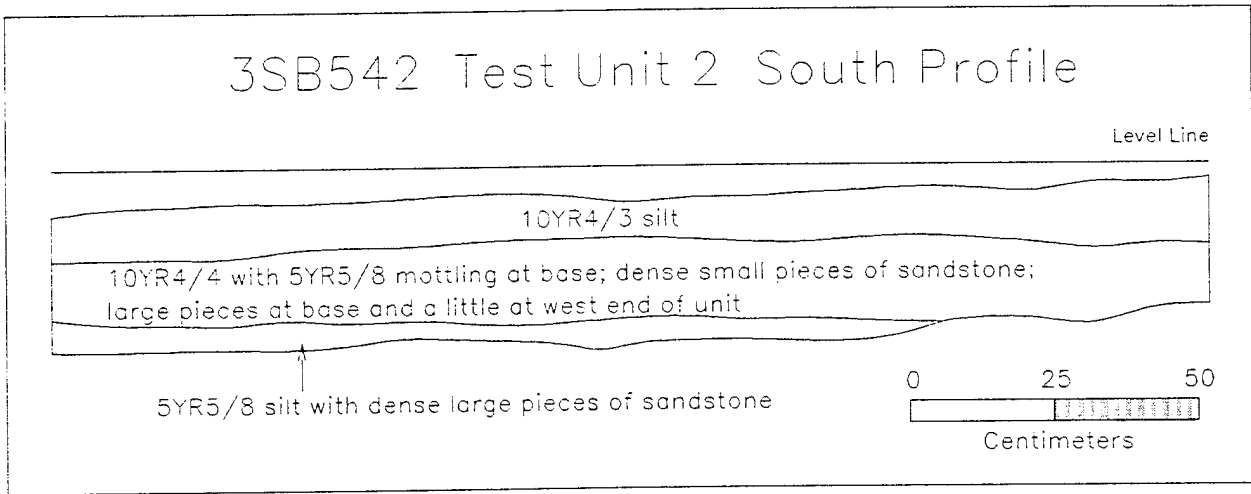 3SB542 Test Unit 2 South Profile
Level Line
10YR4/3 silt
10YR4/4 with 5YR5/8 mottling at base; dense small pieces of sandstone;
large pieces at base and a little at west end of unit
5YR5/8 silt with dense large pieces of sandstone
0 25 50
Centimeters